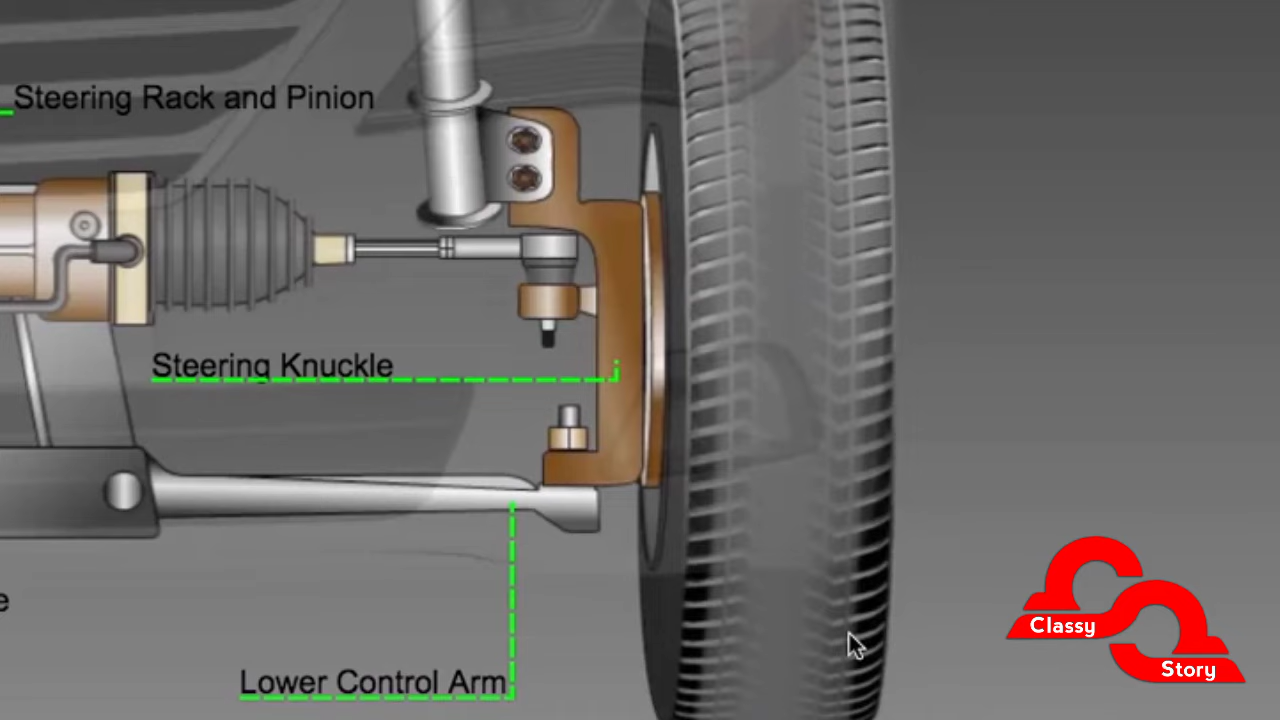 Steering Rack and Pinion
Steering Knuckle
e
Lower Control Arm
Classy
Story